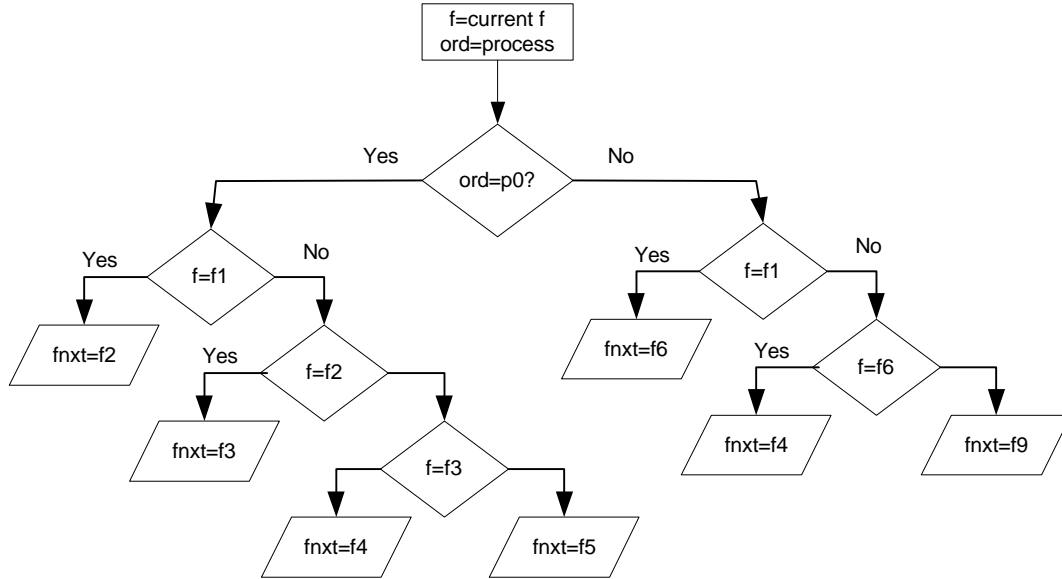 f=current f
ord=process
Yes
No
ord=p0?
Yes
No
f=f1
Yes
No
f=f1
fnxt=f2
Yes
f=f2
fnxt=f6
Yes
f=f6
fnxt=f3
f=f3
fnxt=f4
fnxt=f9
fnxt=f4
fnxt=f5